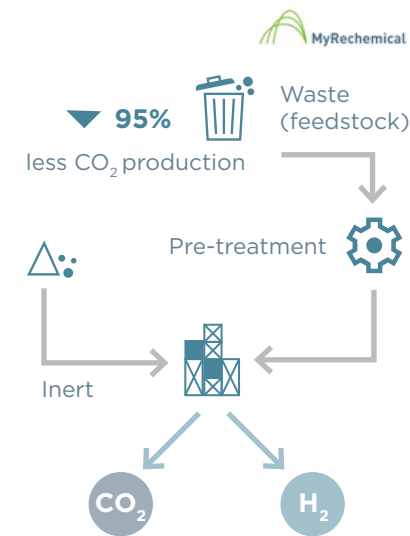 MyRechemical
Waste
(feedstock)
95%
less CO₂ production
Pre-treatment
Inert
CO₂
H₂